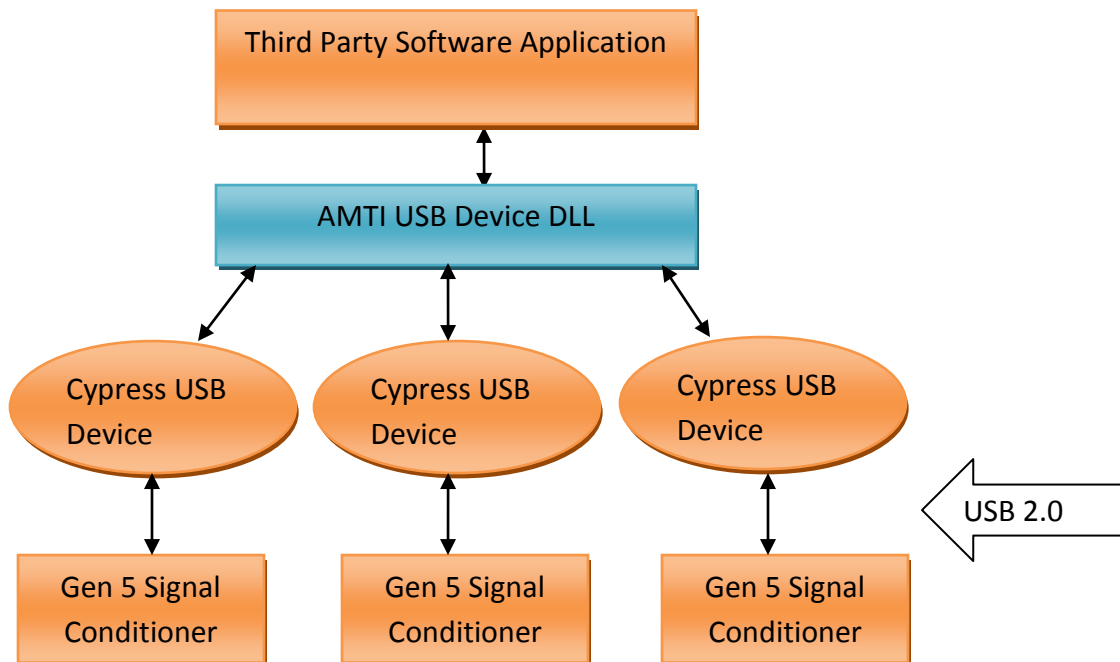 Third Party Software Application
AMTI USB Device DLL
Cypress USB
Device
Cypress USB
Device
Cypress USB
Device
USB 2.0
Gen 5 Signal
Conditioner
Gen 5 Signal
Conditioner
Gen 5 Signal
Conditioner